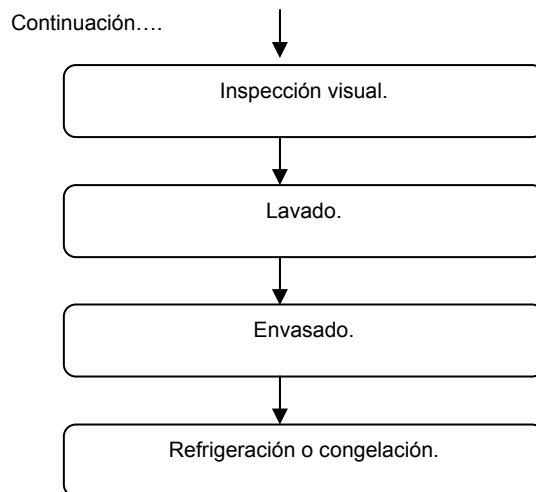 Continuación….
Inspección visual.
Lavado.
Envasado.
Refrigeración o congelación.